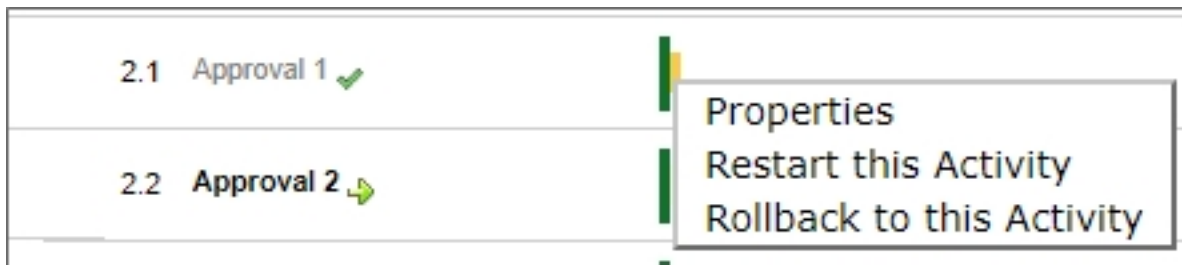 2.1 Approval 1
Properties
Restart this Activity
2.2 Approval 2
Rollback to this Activity